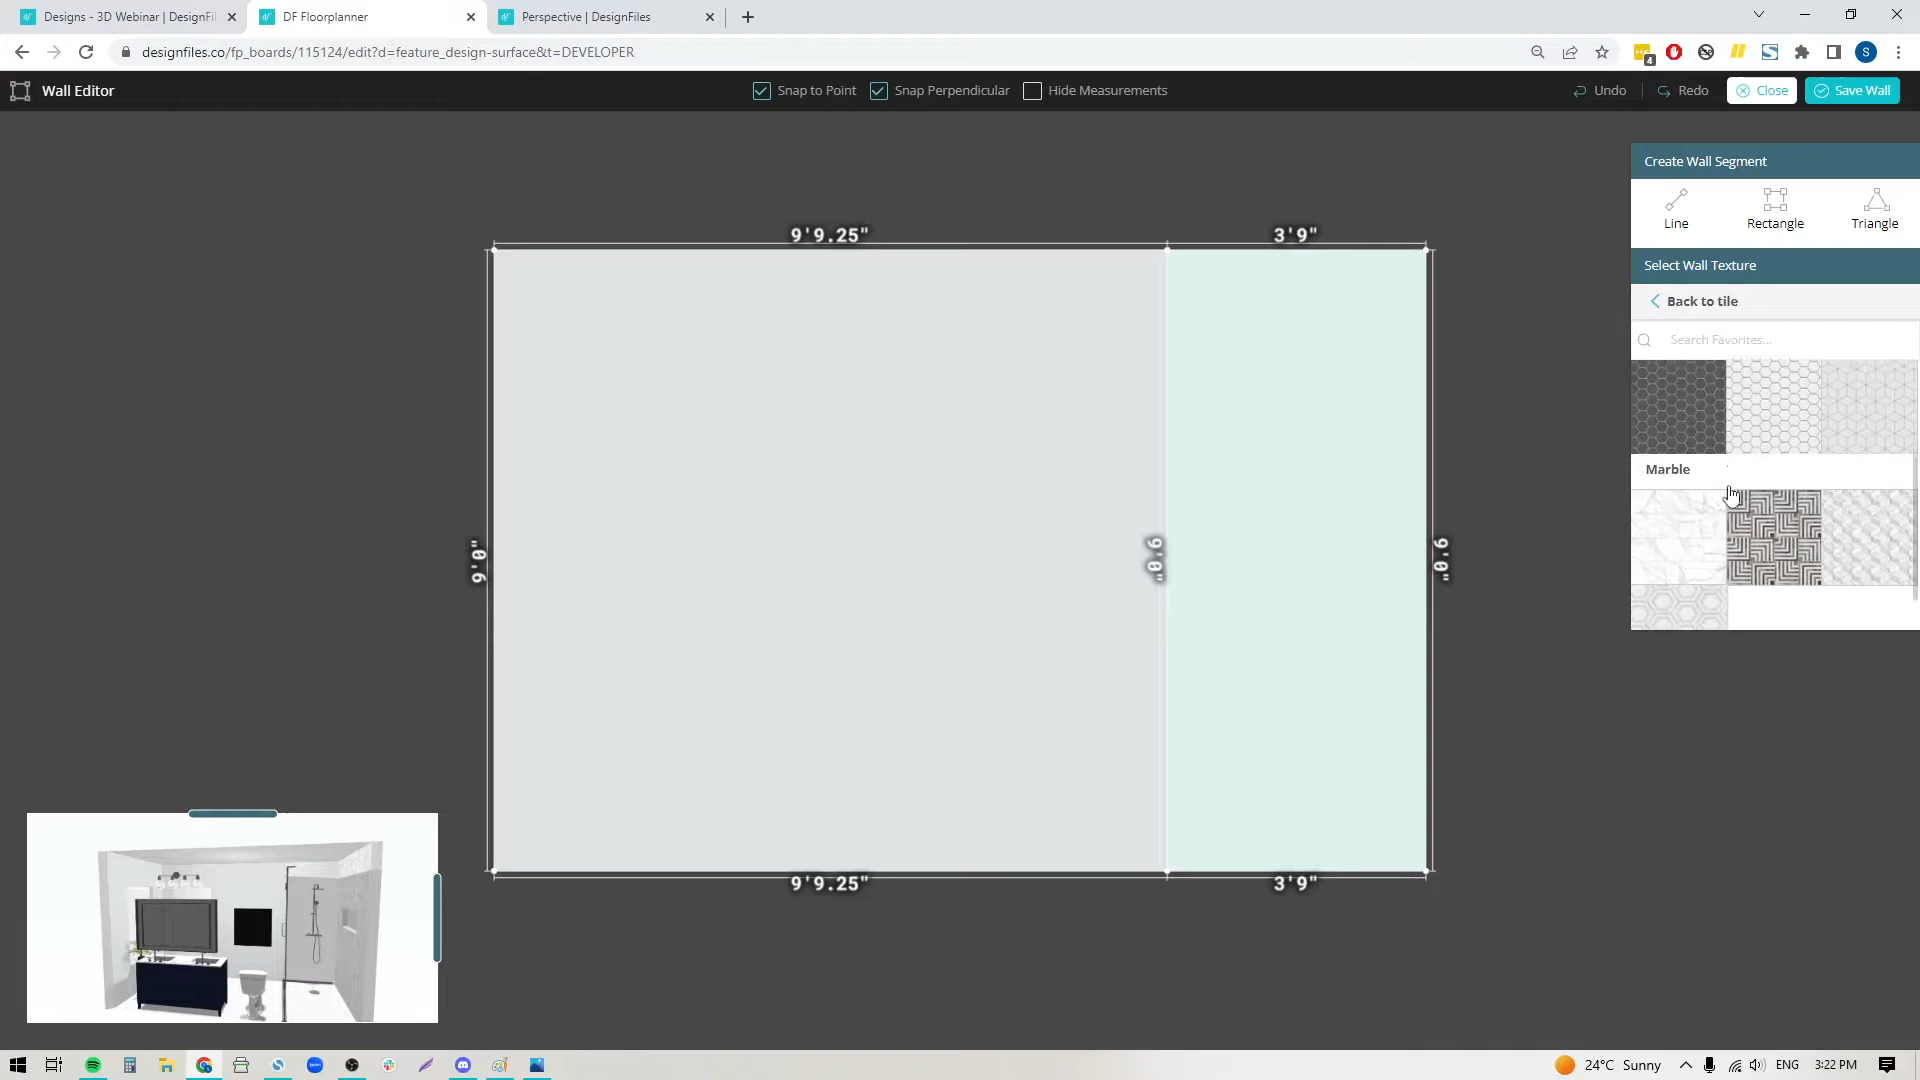 Designs - 3D Webinar | DesignFil
DF Floorplanner
Perspective | DesignFiles
designfiles.co/fp_boards/115124/edit?d=feature_design-surface&t=DEVELOPER
4
S
Wall Editor
Snap to Point
Snap Perpendicular
Hide Measurements
Undo
Redo
Close
Save Wall
Create Wall Segment
Line
Rectangle
Triangle
Select Wall Texture
Back to tile
Search Favorites...
Marble
9'9.25"
3'9"
9'0"
9'0"
9'0"
9'9.25"
3'9"
24°C Sunny
ENG
3:22 PM